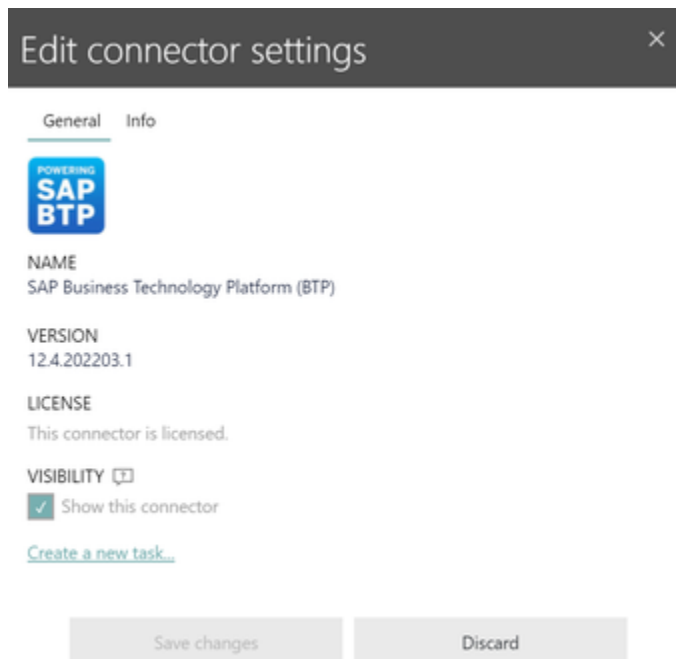 Edit connector settings
General Info
POWERING
SAP
BTP
NAME
SAP Business Technology Platform (BTP)
VERSION
12.4.202203.1
LICENSE
This connector is licensed.
VISIBILITY
Show this connector
Create a new task...
Save changes Discard